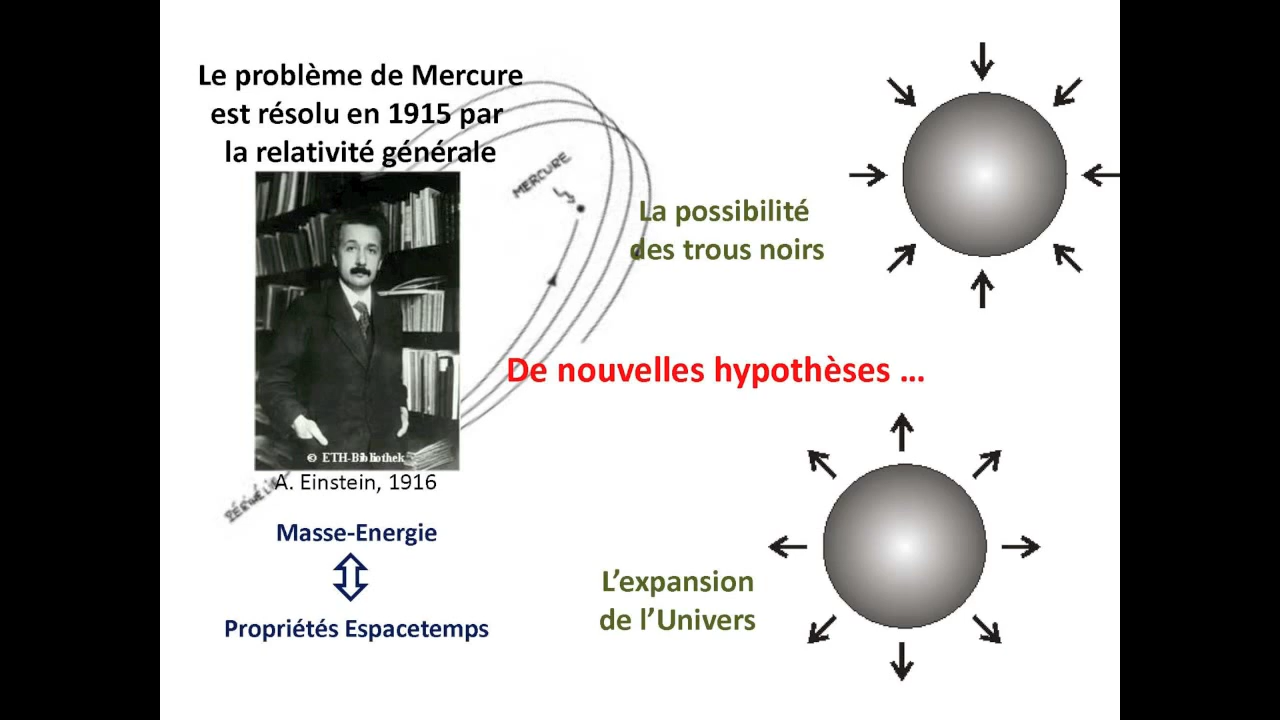 Le problème de Mercure
est résolu en 1915 par
la relativité générale
MERCURE
La possibilité
des trous noirs
De nouvelles hypothèses ...
© ETH-Bibliothek
A. Einstein, 1916
Masse-Energie
Propriétés Espacetemps
L’expansion
de l’Univers